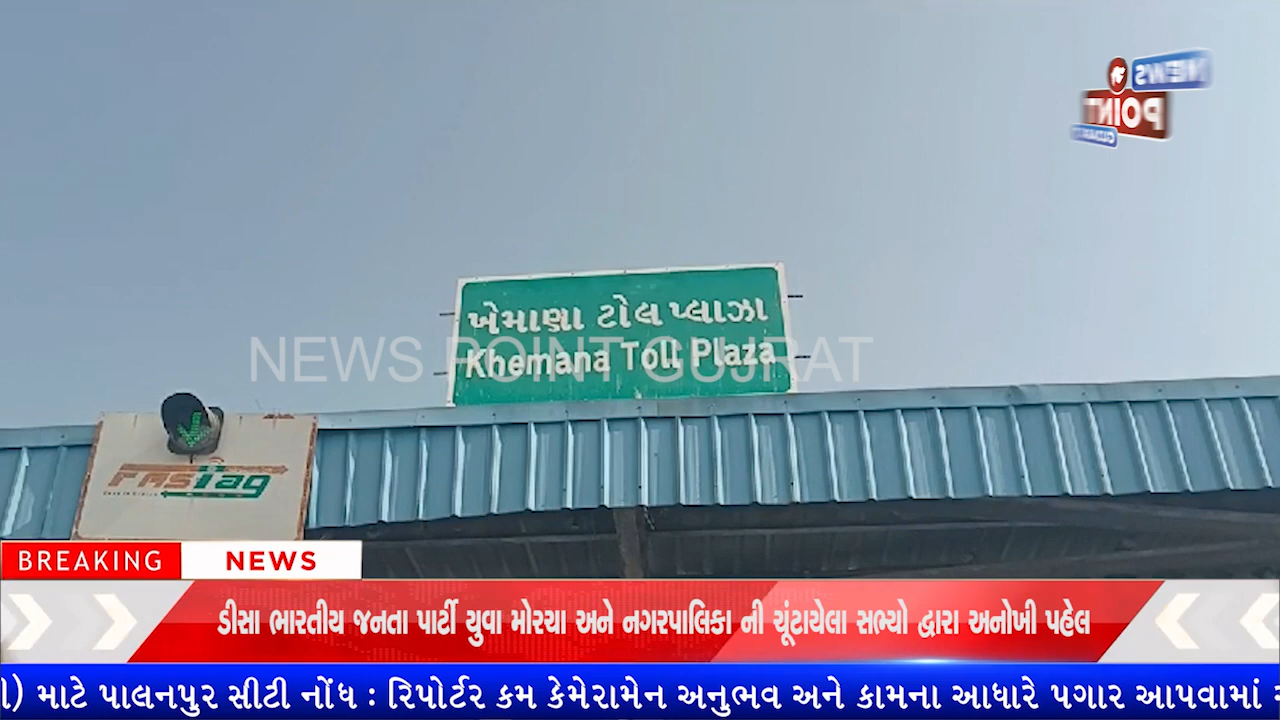 NEWS
POINT
GUJRAT
ખેમાણા ટોલ પ્લાઝા
Khemana Toll Plaza
NEWS POINT GUJRAT
FASTag
BREAKING NEWS
ડીસા ભારતીય જનતા પાર્ટી યુવા મોરચા અને નગરપાલિકા ની ચૂંટાયેલા સભ્યો દ્વારા અનોખી પહેલ
માટે પાલનપુર સીટી નોંધ : રિપોર્ટર કમ કેમેરામેન અનુભવ અને કામના આધારે પગાર આપવામાં